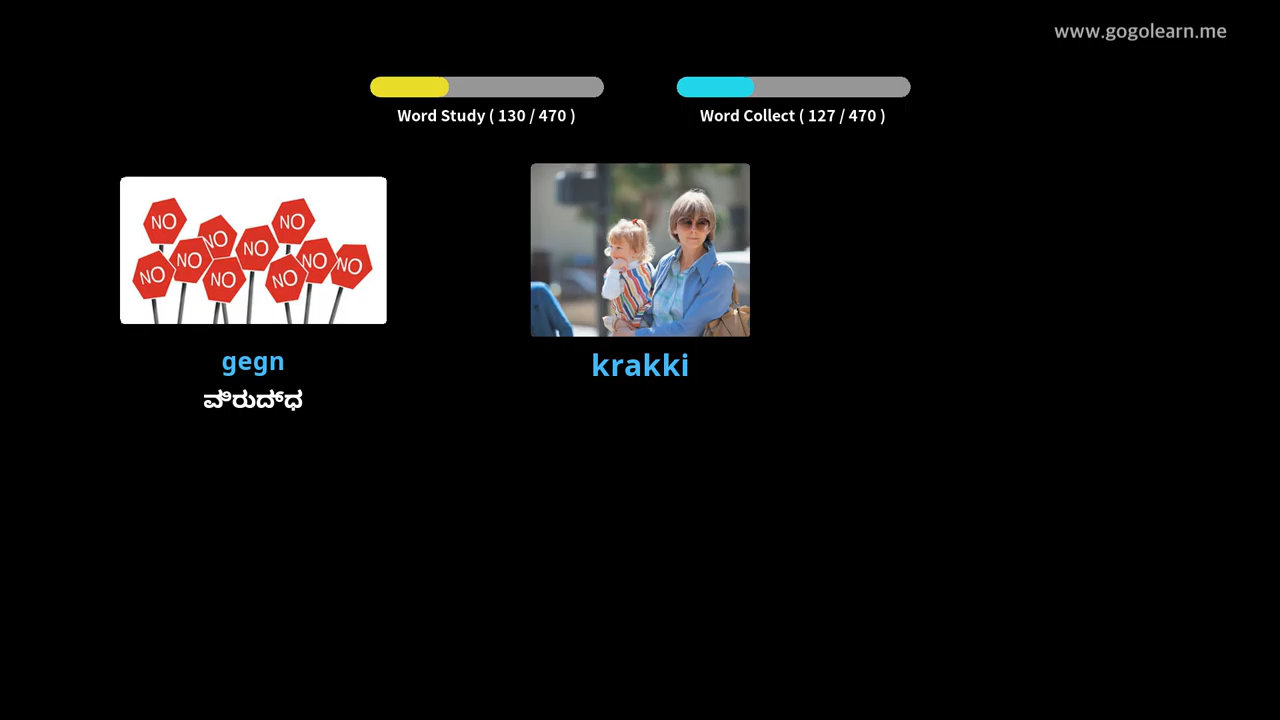 www.gogolearn.me
Word Study ( 130 / 470 )
Word Collect ( 127 / 470 )
NO NO NO NO NO NO NO NO NO NO
gegn
ವಿರುದ್ಧ
krakki